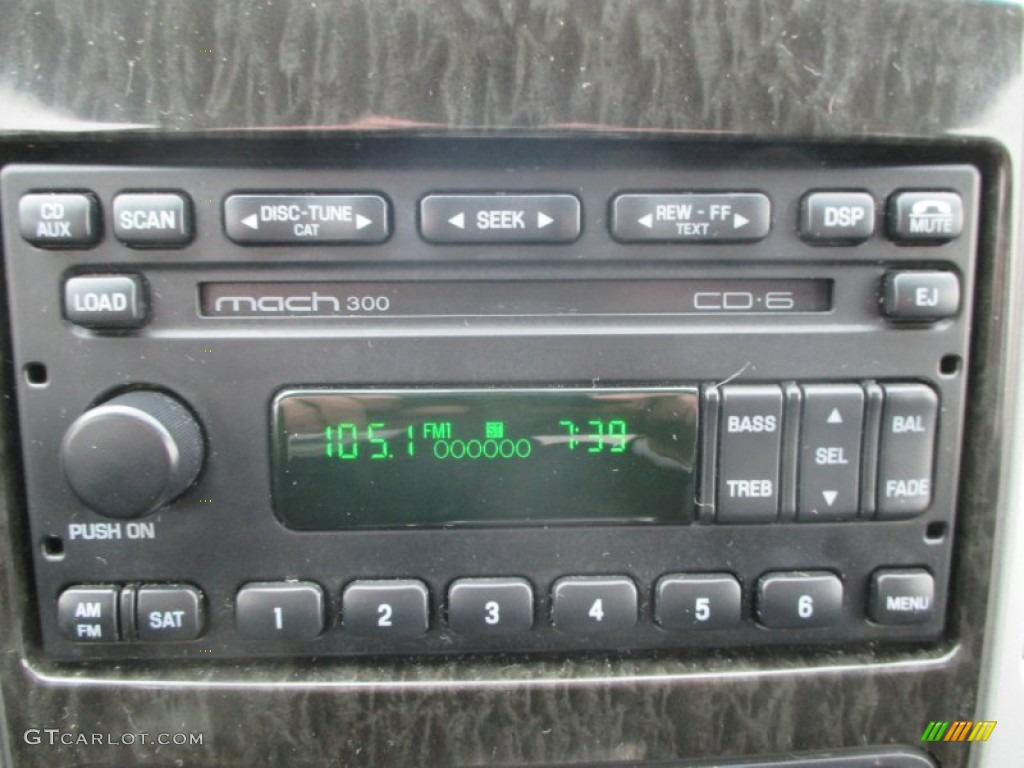 CD
AUX
SCAN
DISC-TUNE
CAT
SEEK
REW - FF
TEXT
DSP
MUTE
LOAD
mach 300
CD·6
EJ
105.1 FM1 ST 7:39
OOOOOO
BASS
TREB
SEL
BAL
FADE
PUSH ON
AM
FM
SAT
1
2
3
4
5
6
MENU
GTCARLOT.COM